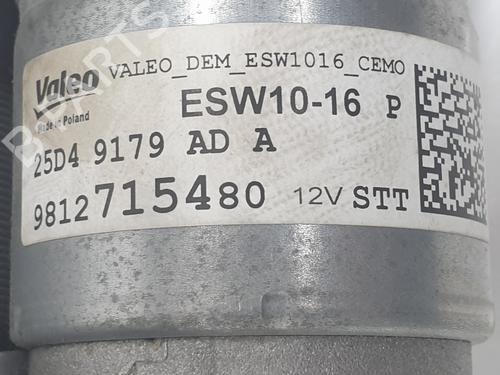 Valeo VALEO_DEM_ESW1016_CEMO
Made in Poland ESW10-16 P
25D4 9179 AD A
9812715480 12V STT